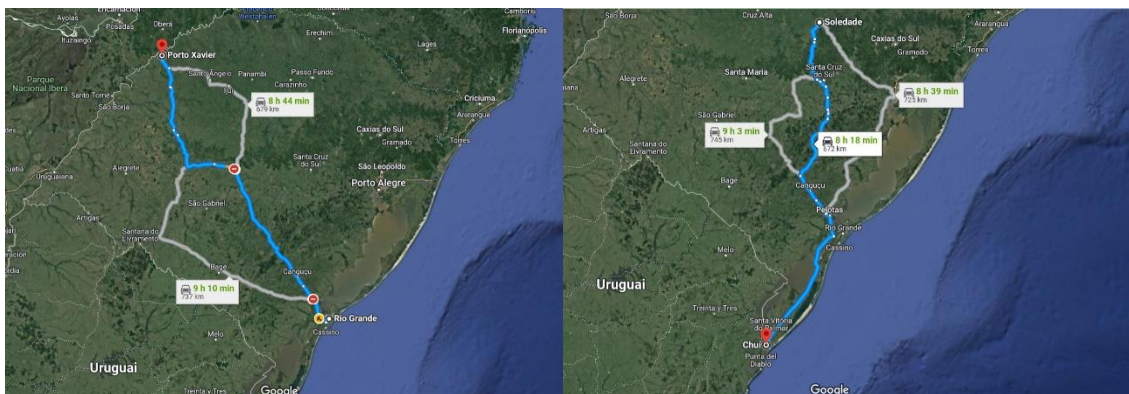 Encarnación
Ayolas
Posadas
Oberá
Ituzaingo
Porto Xavier
Erechim
Camboriu
Florianópolis
Lages
Parque
Nacional Ibera
Santo Ângelo
Panambi
Ijuí
Passo Fundo
Carazinho
Santo Tomé
São Borja
8 h 44 min
679 km
Criciuma
Araranguá
Caxias do Sul
Gramado
Torres
Santa Cruz
do Sul
São Leopoldo
Porto Alegre
Alegrete
Uruguaiana
São Gabriel
Artigas
Santana do
Livramento
Bagé
Canguçu
9 h 10 min
737 km
Rio Grande
Cassino
Melo
Uruguai
Treinta y Tres
Google
São Borja
Cruz Alta
Soledade
Araranguá
Caxias do Sul
Gramado
Torres
Santa Maria
Santa Cruz
do Sul
Alegrete
8 h 39 min
723 km
São Gabriel
9 h 3 min
745 km
8 h 18 min
672 km
Artigas
Santana do
Livramento
Bagé
Canguçu
Pelotas
Rio Grande
Cassino
Melo
Uruguai
Treinta y Tres
Santa Vitória
do Palmar
Chuí
Punta del
Diablo
Google